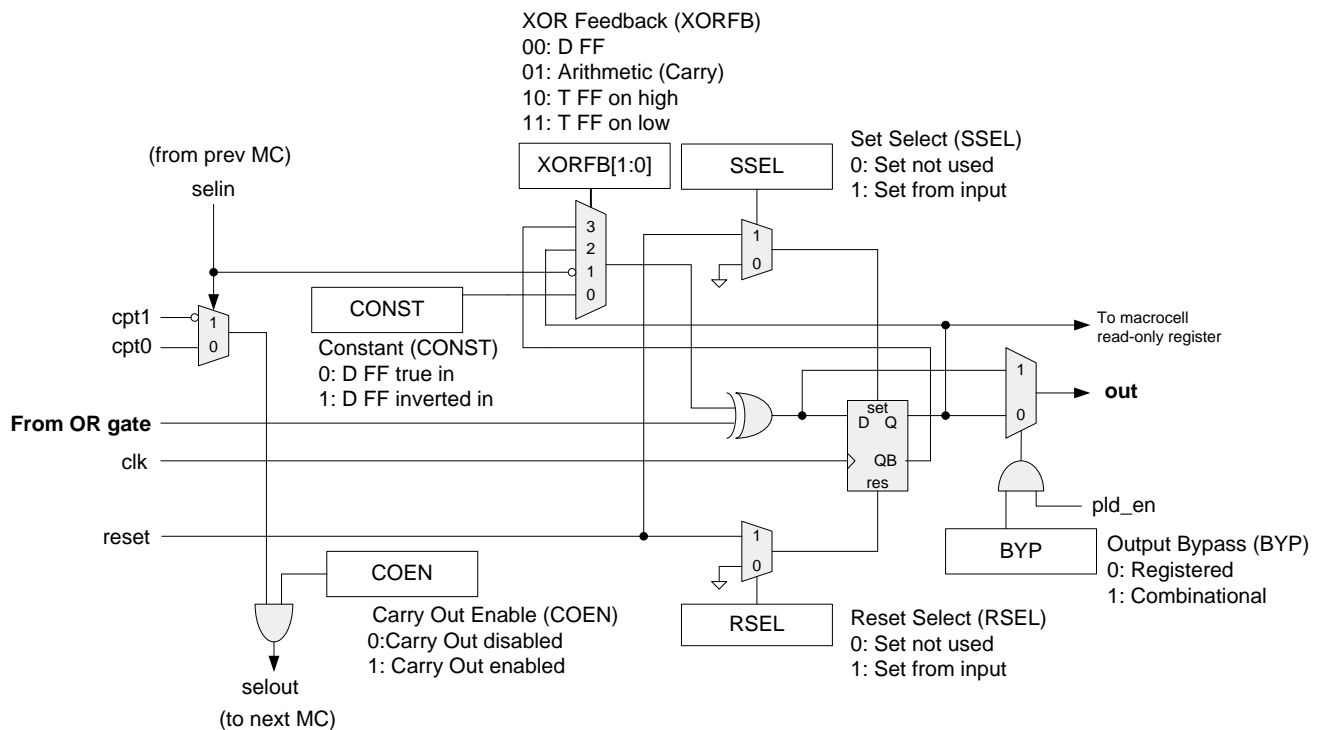 XOR Feedback (XORFB)
00: D FF
01: Arithmetic (Carry)
10: T FF on high
11: T FF on low
(from prev MC)
selin
XORFB[1:0]
SSEL
Set Select (SSEL)
0: Set not used
1: Set from input
3
2
1
0
1
0
CONST
Constant (CONST)
0: D FF true in
1: D FF inverted in
cpt1
cpt0
1
0
To macrocell
read-only register
1
0
out
From OR gate
set
D Q
QB
res
clk
pld_en
reset
1
0
BYP
Output Bypass (BYP)
0: Registered
1: Combinational
COEN
Carry Out Enable (COEN)
0:Carry Out disabled
1: Carry Out enabled
RSEL
Reset Select (RSEL)
0: Set not used
1: Set from input
selout
(to next MC)